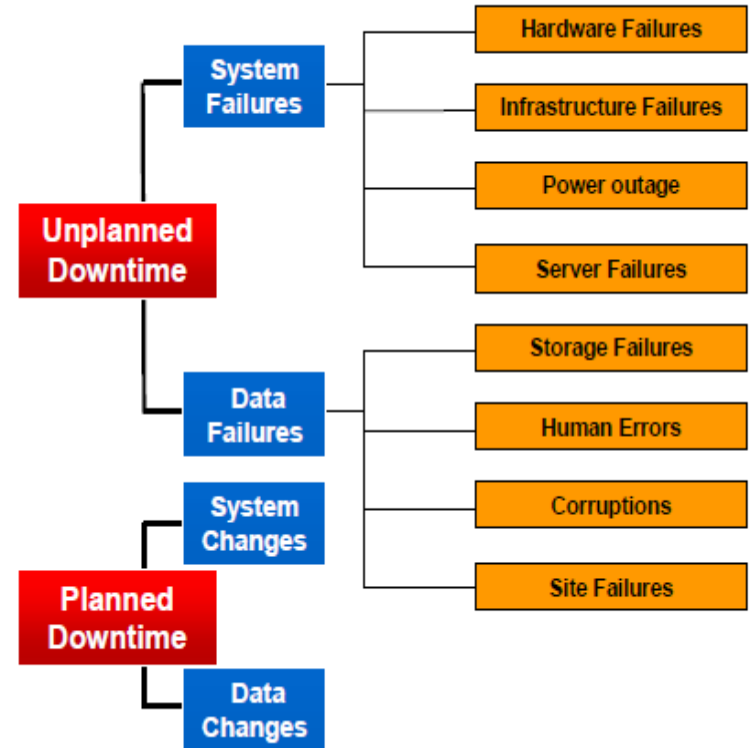 Unplanned
Downtime
System
Failures
Hardware Failures
Infrastructure Failures
Power outage
Server Failures
Data
Failures
Storage Failures
Human Errors
Corruptions
Site Failures
Planned
Downtime
System
Changes
Data
Changes